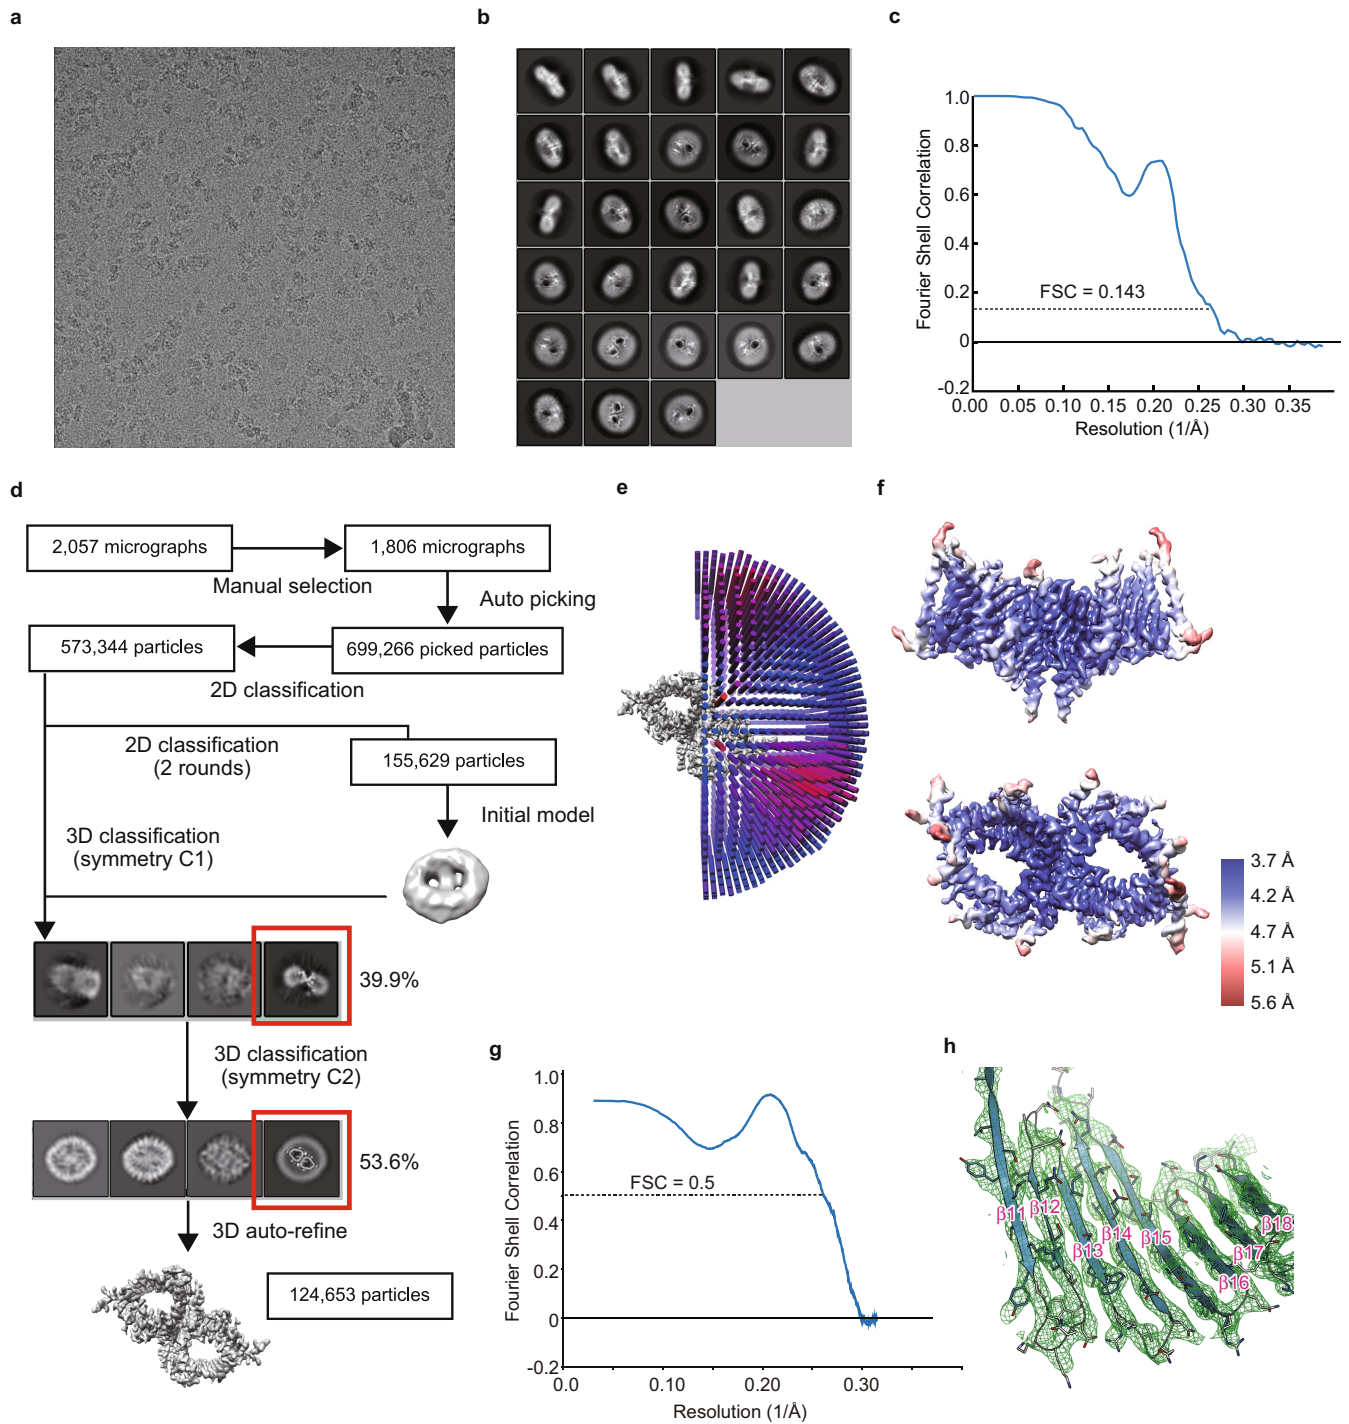 a
b
c
1.0
0.8
0.6
0.4
0.2
0
-0.2
Fourier Shell Correlation
FSC = 0.143
0.00 0.05 0.10 0.15 0.20 0.25 0.30 0.35
Resolution (1/Å)
d
2,057 micrographs
1,806 micrographs
Manual selection
Auto picking
573,344 particles
699,266 picked particles
2D classification
2D classification
(2 rounds)
155,629 particles
Initial model
3D classification
(symmetry C1)
39.9%
3D classification
(symmetry C2)
53.6%
3D auto-refine
124,653 particles
e
f
3.7 Å
4.2 Å
4.7 Å
5.1 Å
5.6 Å
g
1.0
0.8
0.6
0.4
0.2
0
-0.2
Fourier Shell Correlation
FSC = 0.5
0.0 0.10 0.20 0.30
Resolution (1/Å)
h
β11
β12
β13
β14
β15
β16
β17
β18